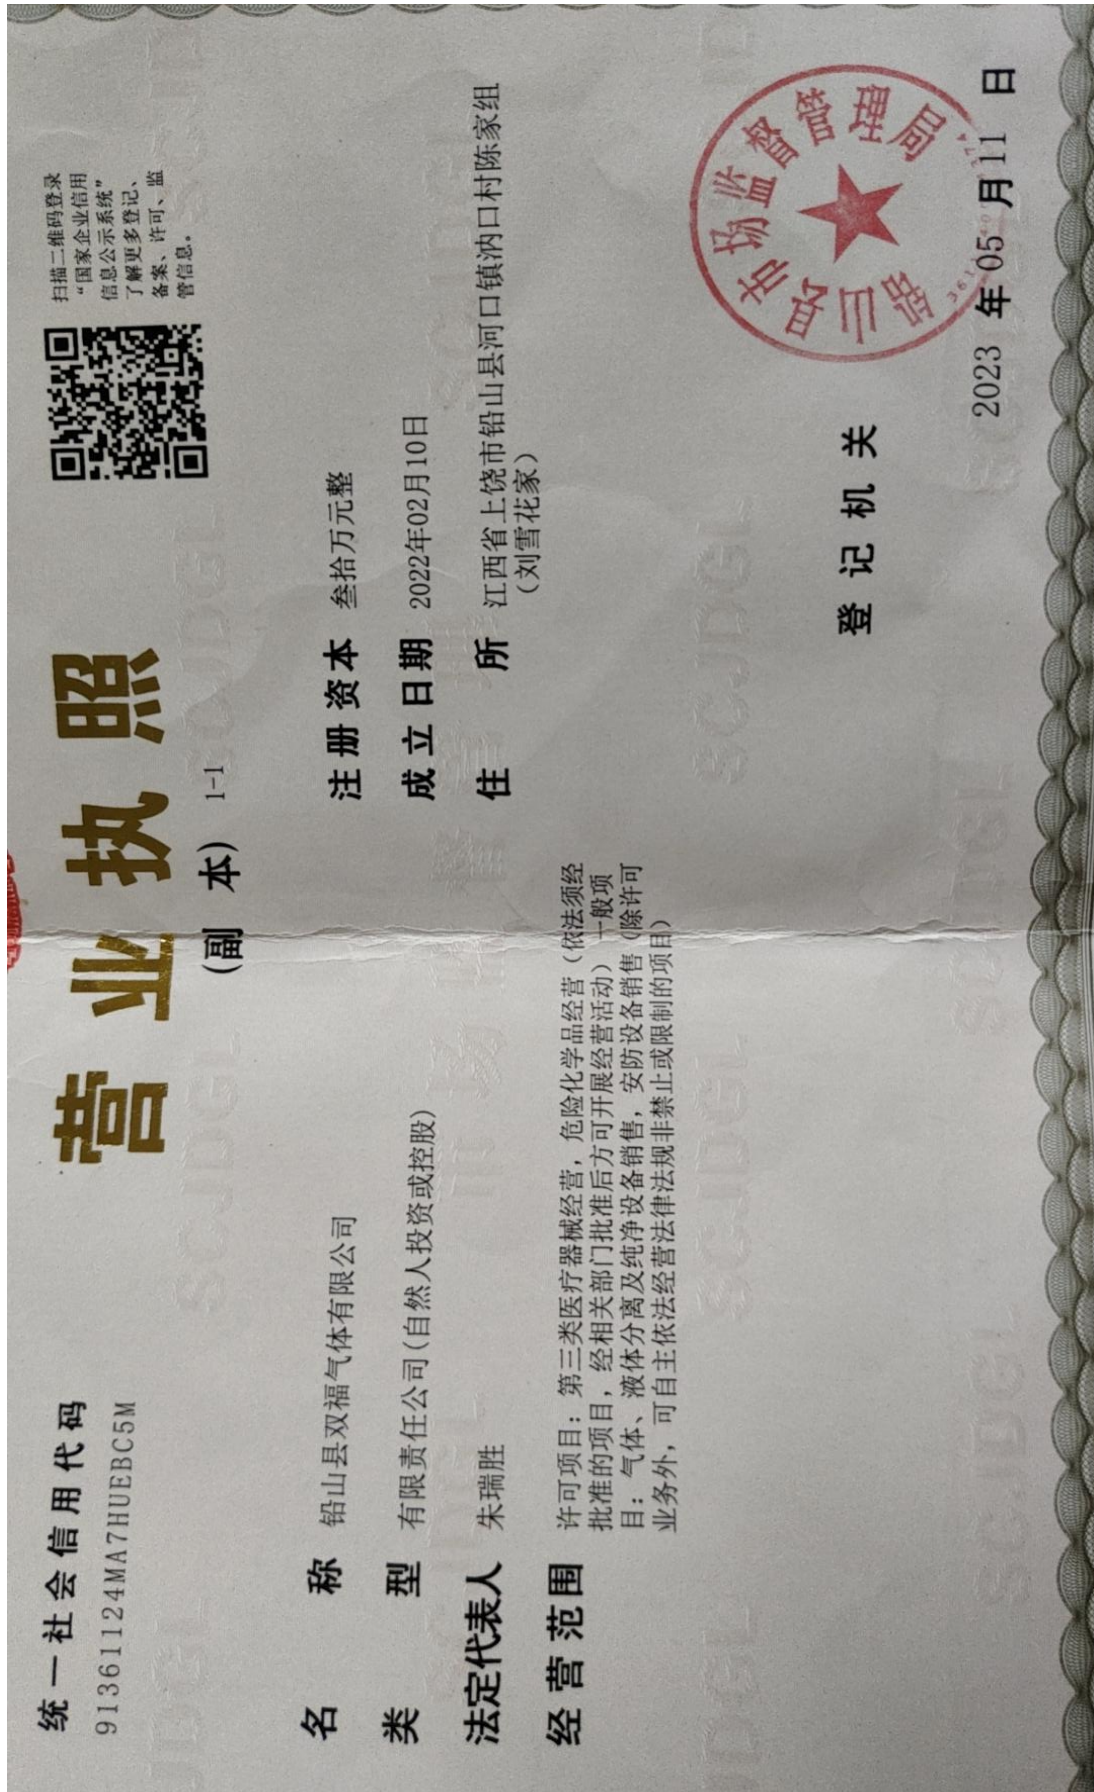 统一社会信用代码
91361124MA7HUEBC5M
营业执照
(副 本) 1-1
扫描二维码登录
“国家企业信用
信息公示系统”
了解更多登记、
备案、许可、监
管信息。
名 称 铅山县双福气体有限公司
类 型 有限责任公司(自然人投资或控股)
法定代表人 朱瑞胜
经营范围 许可项目：第三类医疗器械经营，危险化学品经营（依法须经
批准的项目，经相关部门批准后方可开展经营活动）一般项
目：气体、液体分离及纯净设备销售，安防设备销售（除许可
业务外，可自主依法经营法律法规非禁止或限制的项目）
注册资本 叁拾万元整
成立日期 2022年02月10日
住 所 江西省上饶市铅山县河口镇汭口村陈家组
（刘雪花家）
登记机关
铅山县市场监督管理局
2023 年 05 月 11 日
SCJDGL
SCJDGL
SCJDGL
SCJDGL
SCJDGL